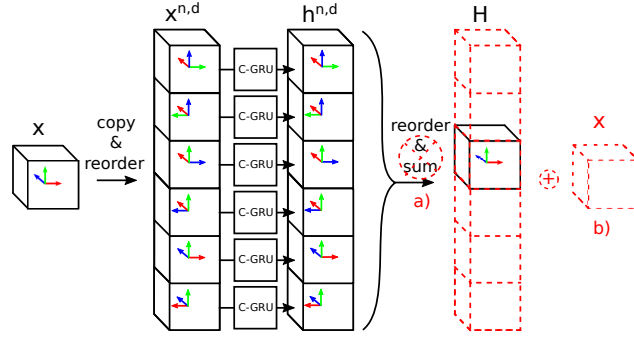 x^{n,d}
h^{n,d}
H
C-GRU
C-GRU
C-GRU
C-GRU
C-GRU
C-GRU
x
copy
&
reorder
reorder
&
sum
a)
+
x
b)